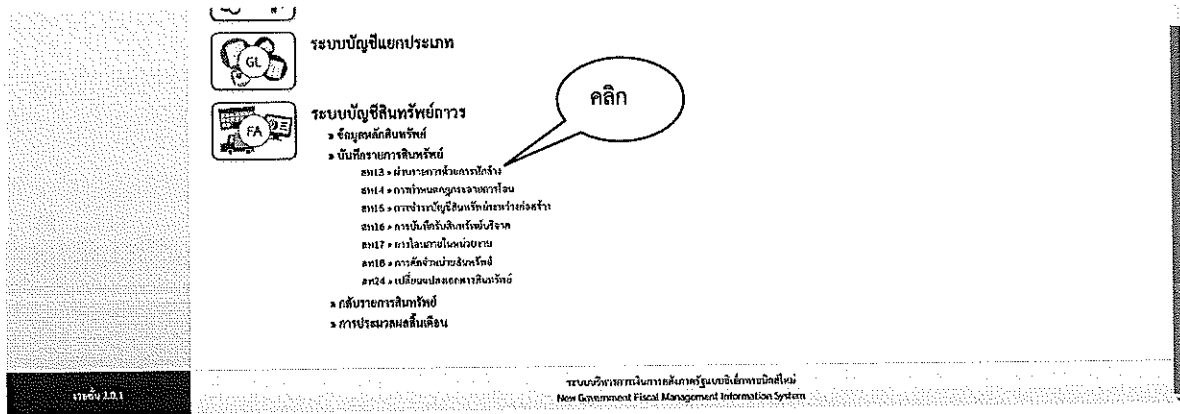 GL
ระบบบัญชีแยกประเภท
คลิก
FA
ระบบบัญชีสินทรัพย์ถาวร
» ข้อมูลหลักสินทรัพย์
» บันทึกรายการสินทรัพย์
สท13 » ผ่านรายการด้วยการหักล้าง
สท14 » การกำหนดกฎกระจายการโอน
สท15 » การชำระบัญชีสินทรัพย์ระหว่างก่อสร้าง
สท16 » การบันทึกรับสินทรัพย์บริจาค
สท17 » การโอนภายในหน่วยงาน
สท18 » การตัดจำหน่ายสินทรัพย์
สท24 » เปลี่ยนแปลงเอกสารสินทรัพย์
» กลับรายการสินทรัพย์
» การประมวลผลสิ้นเดือน
เวอชั่น 2.0.1
ระบบบริหารการเงินการคลังภาครัฐแบบอิเล็กทรอนิกส์ใหม่
New Government Fiscal Management Information System